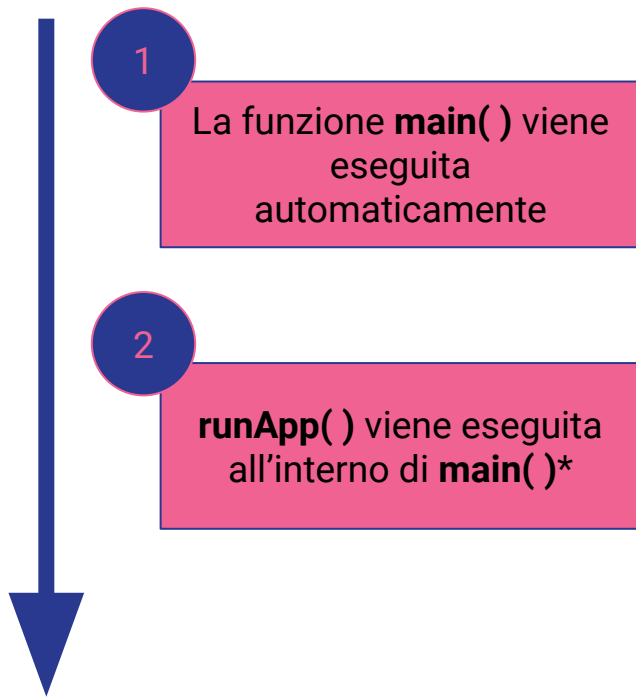 1
La funzione main( ) viene
eseguita
automaticamente
2
runApp( ) viene eseguita
all’interno di main( )*